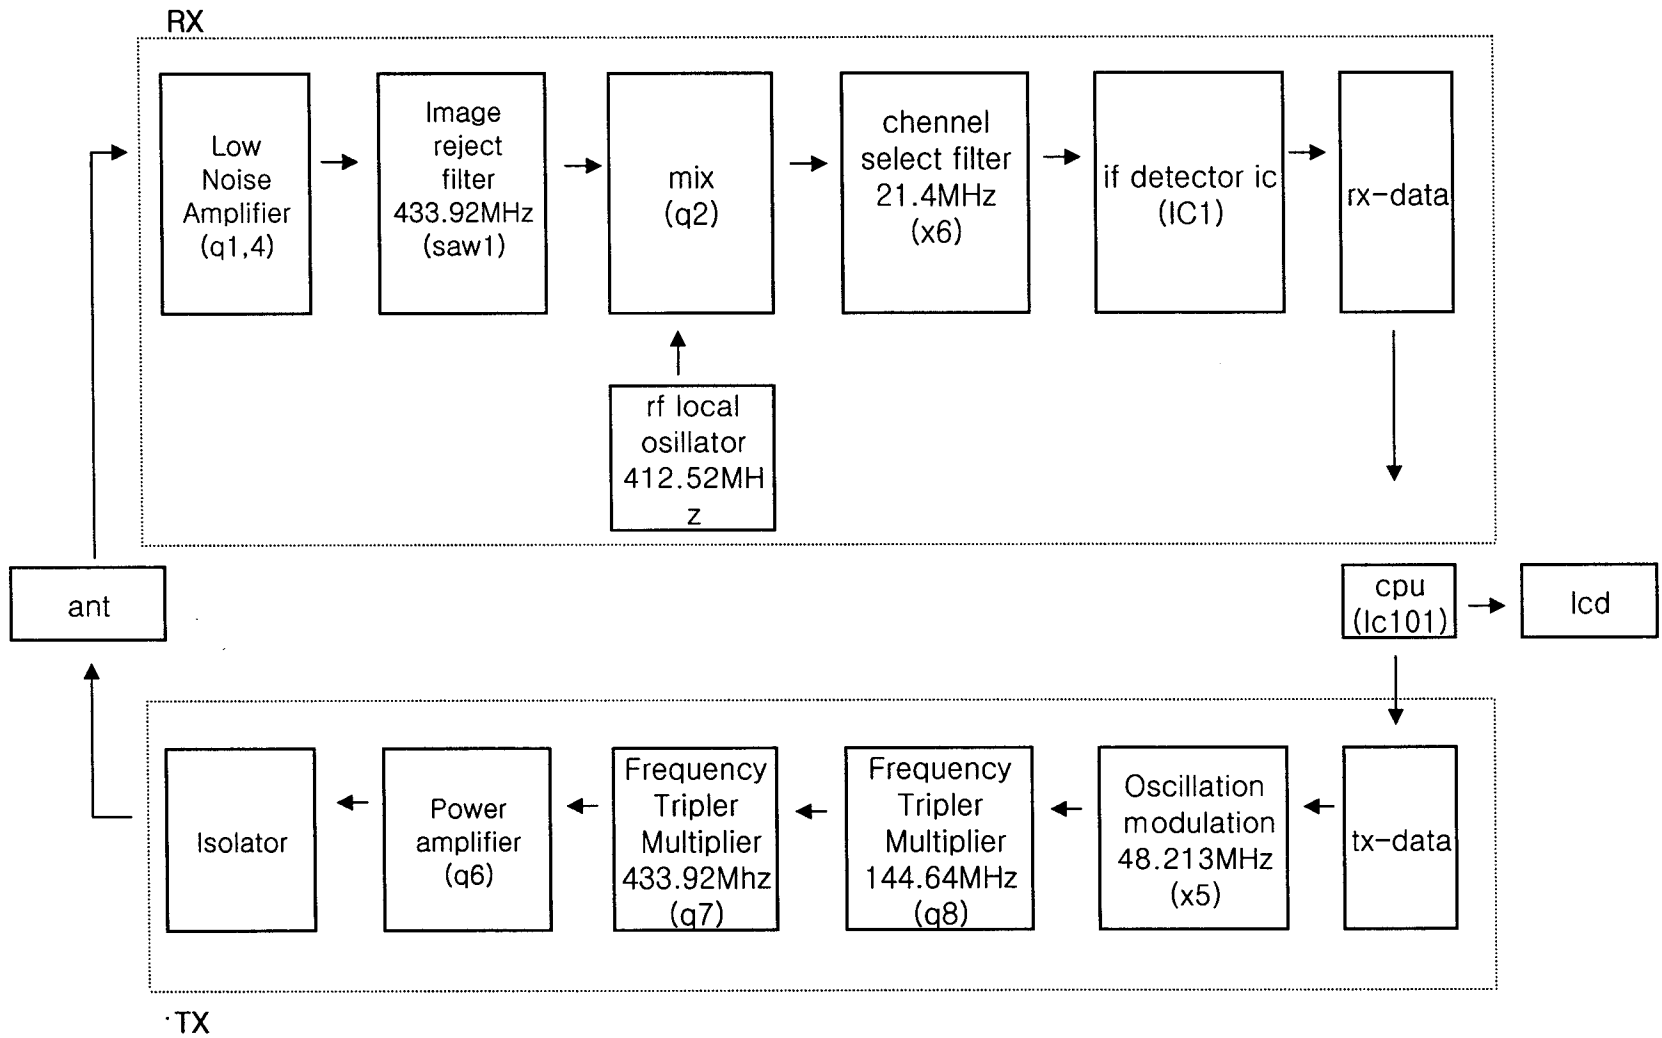 RX
Low
Noise
Amplifier
(q1,4)
Image
reject
filter
433.92MHz
(saw1)
mix
(q2)
chennel
select filter
21.4MHz
(x6)
if detector ic
(IC1)
rx-data
rf local
osillator
412.52MH
z
ant
cpu
(Ic101)
lcd
Isolator
Power
amplifier
(q6)
Frequency
Tripler
Multiplier
433.92Mhz
(q7)
Frequency
Tripler
Multiplier
144.64MHz
(q8)
Oscillation
modulation
48.213MHz
(x5)
tx-data
TX